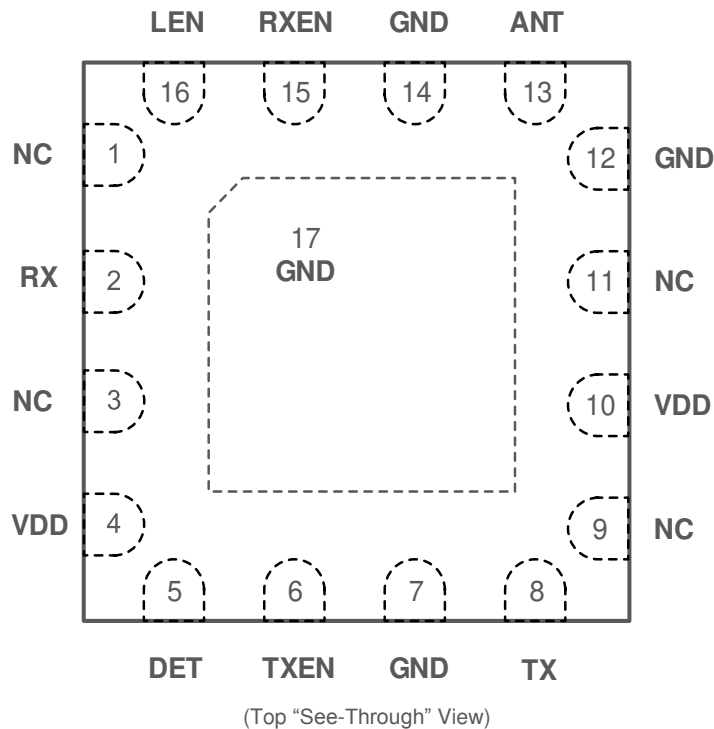 LEN RXEN GND ANT
16 15 14 13
NC 1 12 GND
17
GND
RX 2 11 NC
NC 3 10 VDD
VDD 4 9 NC
5 6 7 8
DET TXEN GND TX
(Top “See-Through” View)